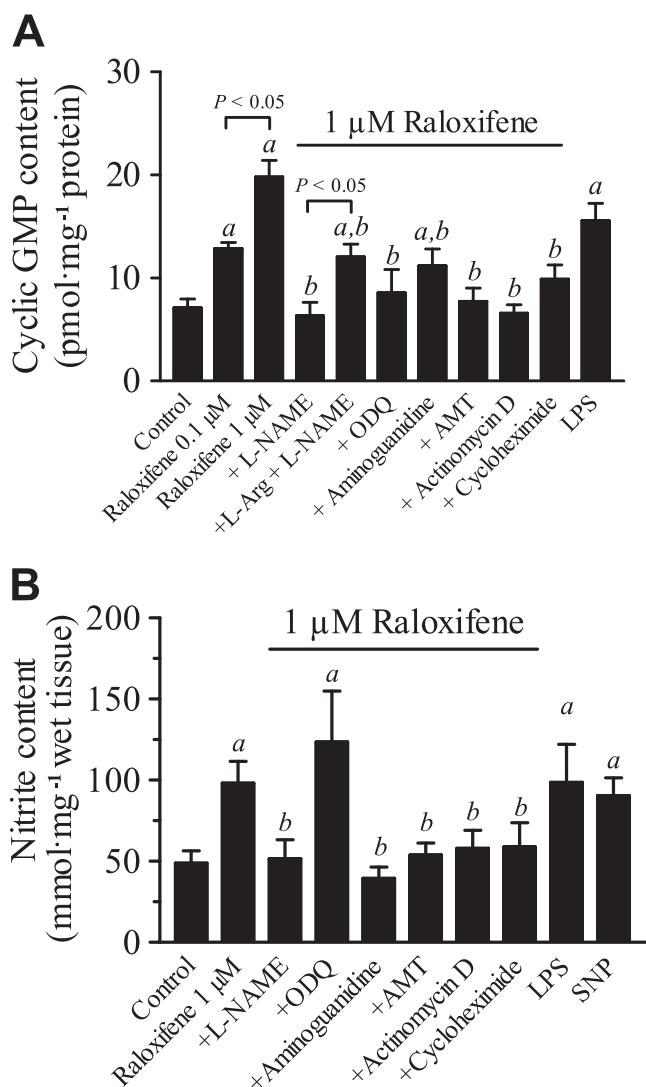 A
Cyclic GMP content
(pmol·mg⁻¹ protein)
30
20
10
0
P < 0.05
1 µM Raloxifene
P < 0.05
a
a
b
a,b
b
a,b
b
b
b
a
Control
Raloxifene 0.1 µM
Raloxifene 1 µM
+ L-NAME
+L-Arg + L-NAME
+ ODQ
+ Aminoguanidine
+ AMT
+ Actinomycin D
+ Cycloheximide
LPS
B
Nitrite content
(mmol·mg⁻¹ wet tissue)
200
150
100
50
0
1 µM Raloxifene
a
b
a
b
b
b
b
a
a
Control
Raloxifene 1 µM
+L-NAME
+ODQ
+Aminoguanidine
+AMT
+Actinomycin D
+Cycloheximide
LPS
SNP